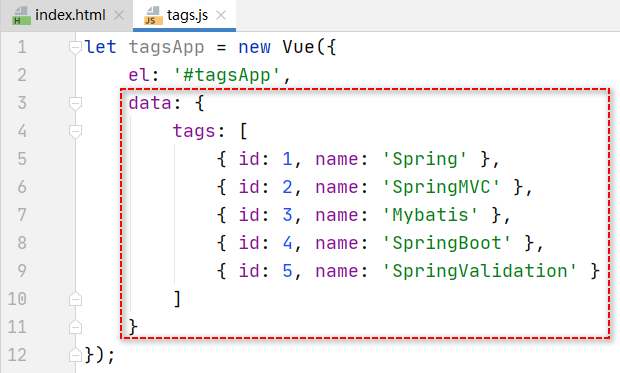 index.html tags.js
1 let tagsApp = new Vue({
2 el: '#tagsApp',
3 data: {
4 tags: [
5 { id: 1, name: 'Spring' },
6 { id: 2, name: 'SpringMVC' },
7 { id: 3, name: 'Mybatis' },
8 { id: 4, name: 'SpringBoot' },
9 { id: 5, name: 'SpringValidation' }
10 ]
11 }
12 });